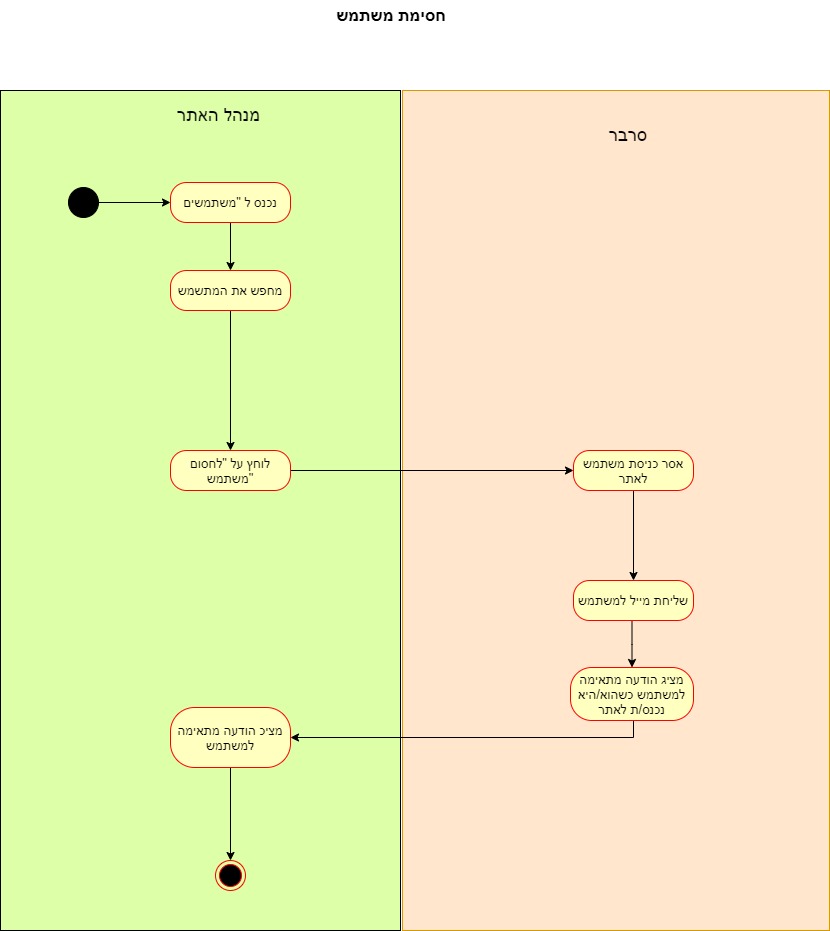 חסימת משתמש
מנהל האתר
סרבר
נכנס ל "משתמשים
מחפש את המתשמש
לוחץ על "לחסום
משתמש"
אסר כניסת משתמש
לאתר
שליחת מייל למשתמש
מציג הודעה מתאימה
למשתמש כשהוא/היא
נכנס/ת לאתר
מציכ הודעה מתאימה
למשתמש